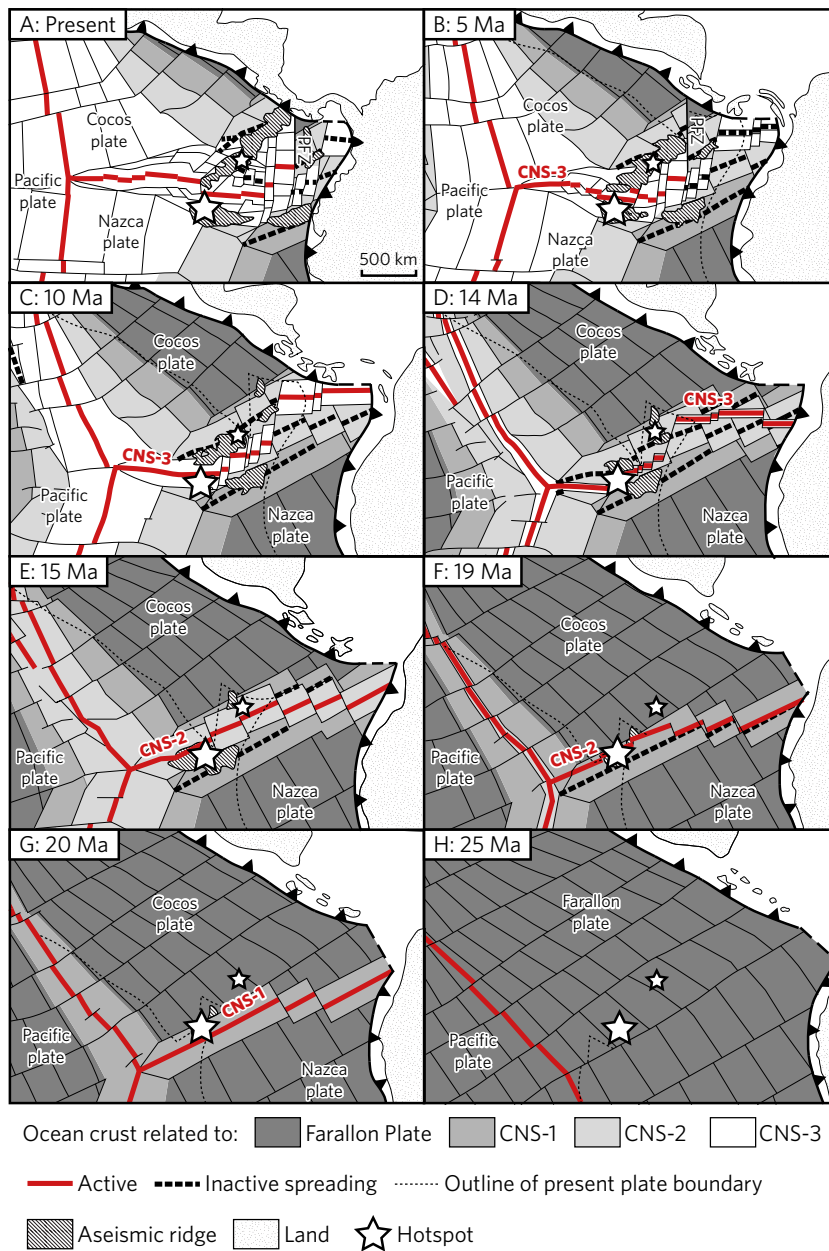 A: Present
Cocos
plate
Pacific
plate
Nazca
plate
PFZ
500 km
B: 5 Ma
Cocos
plate
PFZ
CNS-3
Pacific
plate
Nazca
plate
C: 10 Ma
Cocos
plate
CNS-3
Pacific
plate
Nazca
plate
D: 14 Ma
Cocos
plate
CNS-3
Pacific
plate
Nazca
plate
E: 15 Ma
Cocos
plate
CNS-2
Pacific
plate
Nazca
plate
F: 19 Ma
Cocos
plate
CNS-2
Pacific
plate
Nazca
plate
G: 20 Ma
Cocos
plate
CNS-1
Pacific
plate
Nazca
plate
H: 25 Ma
Farallon
plate
Pacific
plate
Ocean crust related to: Farallon Plate CNS-1 CNS-2 CNS-3
Active Inactive spreading Outline of present plate boundary
Aseismic ridge Land Hotspot